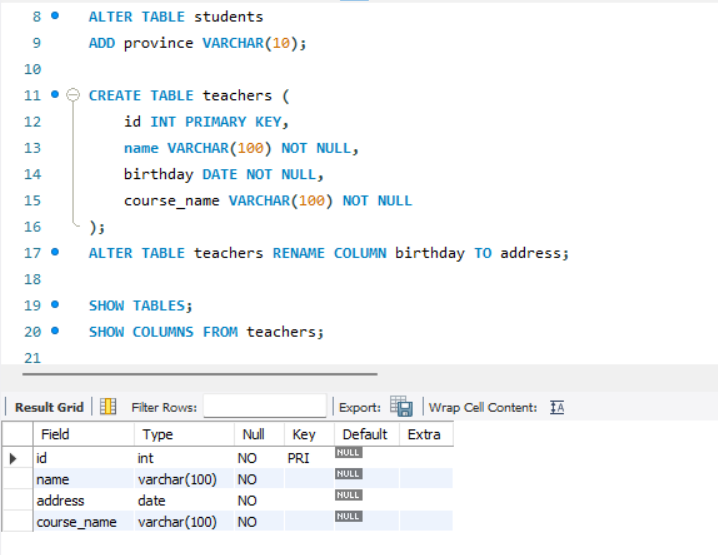 8 ALTER TABLE students
9 ADD province VARCHAR(10);
10
11 CREATE TABLE teachers (
12 id INT PRIMARY KEY,
13 name VARCHAR(100) NOT NULL,
14 birthday DATE NOT NULL,
15 course_name VARCHAR(100) NOT NULL
16 );
17 ALTER TABLE teachers RENAME COLUMN birthday TO address;
18
19 SHOW TABLES;
20 SHOW COLUMNS FROM teachers;
21
Result Grid Filter Rows: Export: Wrap Cell Content: IA
Field Type Null Key Default Extra
id int NO PRI NULL
name varchar(100) NO NULL
address date NO NULL
course_name varchar(100) NO NULL